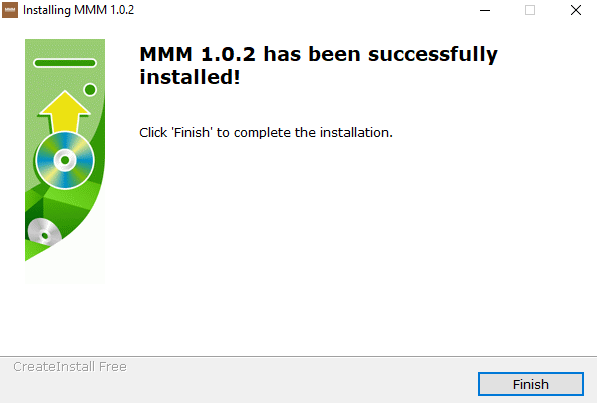 Installing MMM 1.0.2
MMM 1.0.2 has been successfully
installed!
Click 'Finish' to complete the installation.
CreateInstall Free
Finish